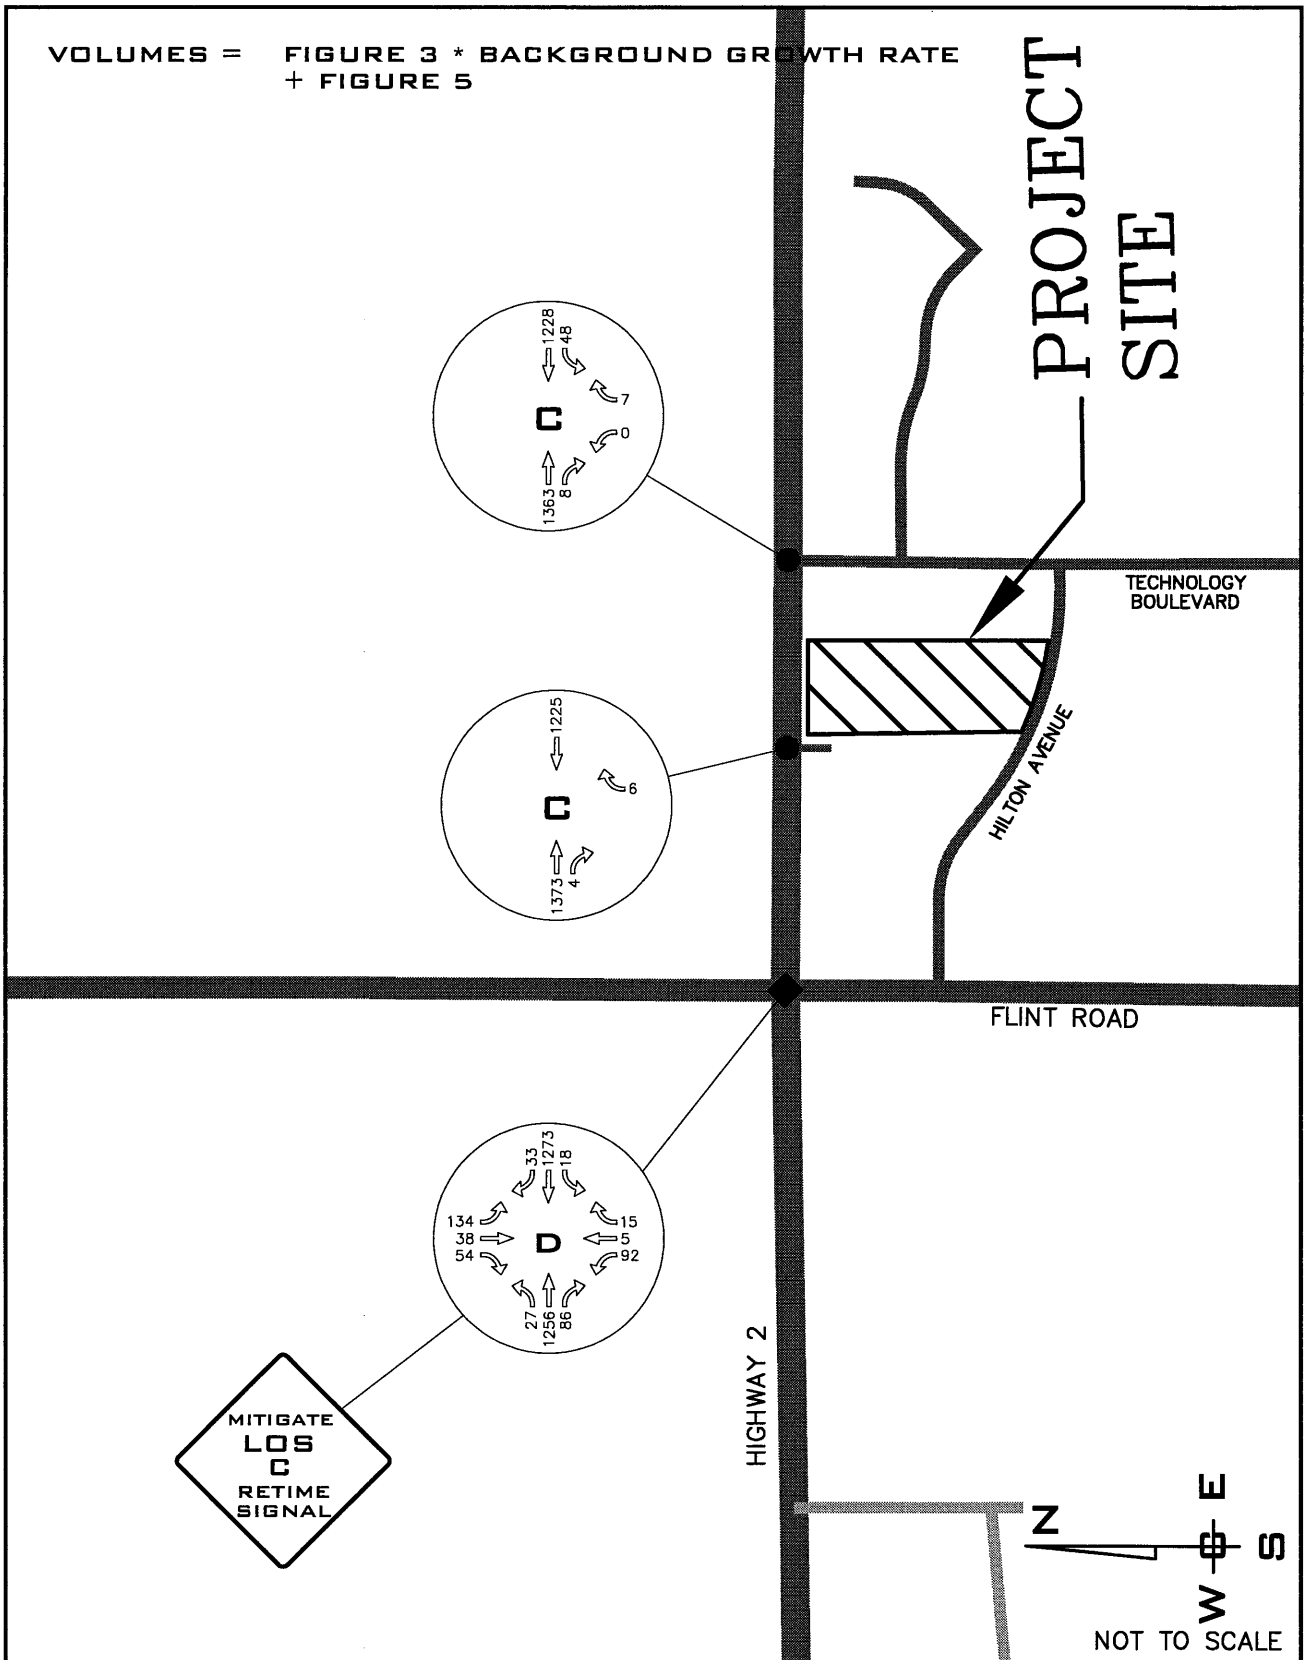 VOLUMES = FIGURE 3 * BACKGROUND GROWTH RATE
+ FIGURE 5
PROJECT
SITE
1228
48
7
0
C
1363
8
TECHNOLOGY
BOULEVARD
1225
6
C
1373
4
HILTON AVENUE
FLINT ROAD
33
1273
18
134
38
54
D
15
5
92
27
1256
86
HIGHWAY 2
MITIGATE
LOS
C
RETIME
SIGNAL
N
E
S
W
NOT TO SCALE